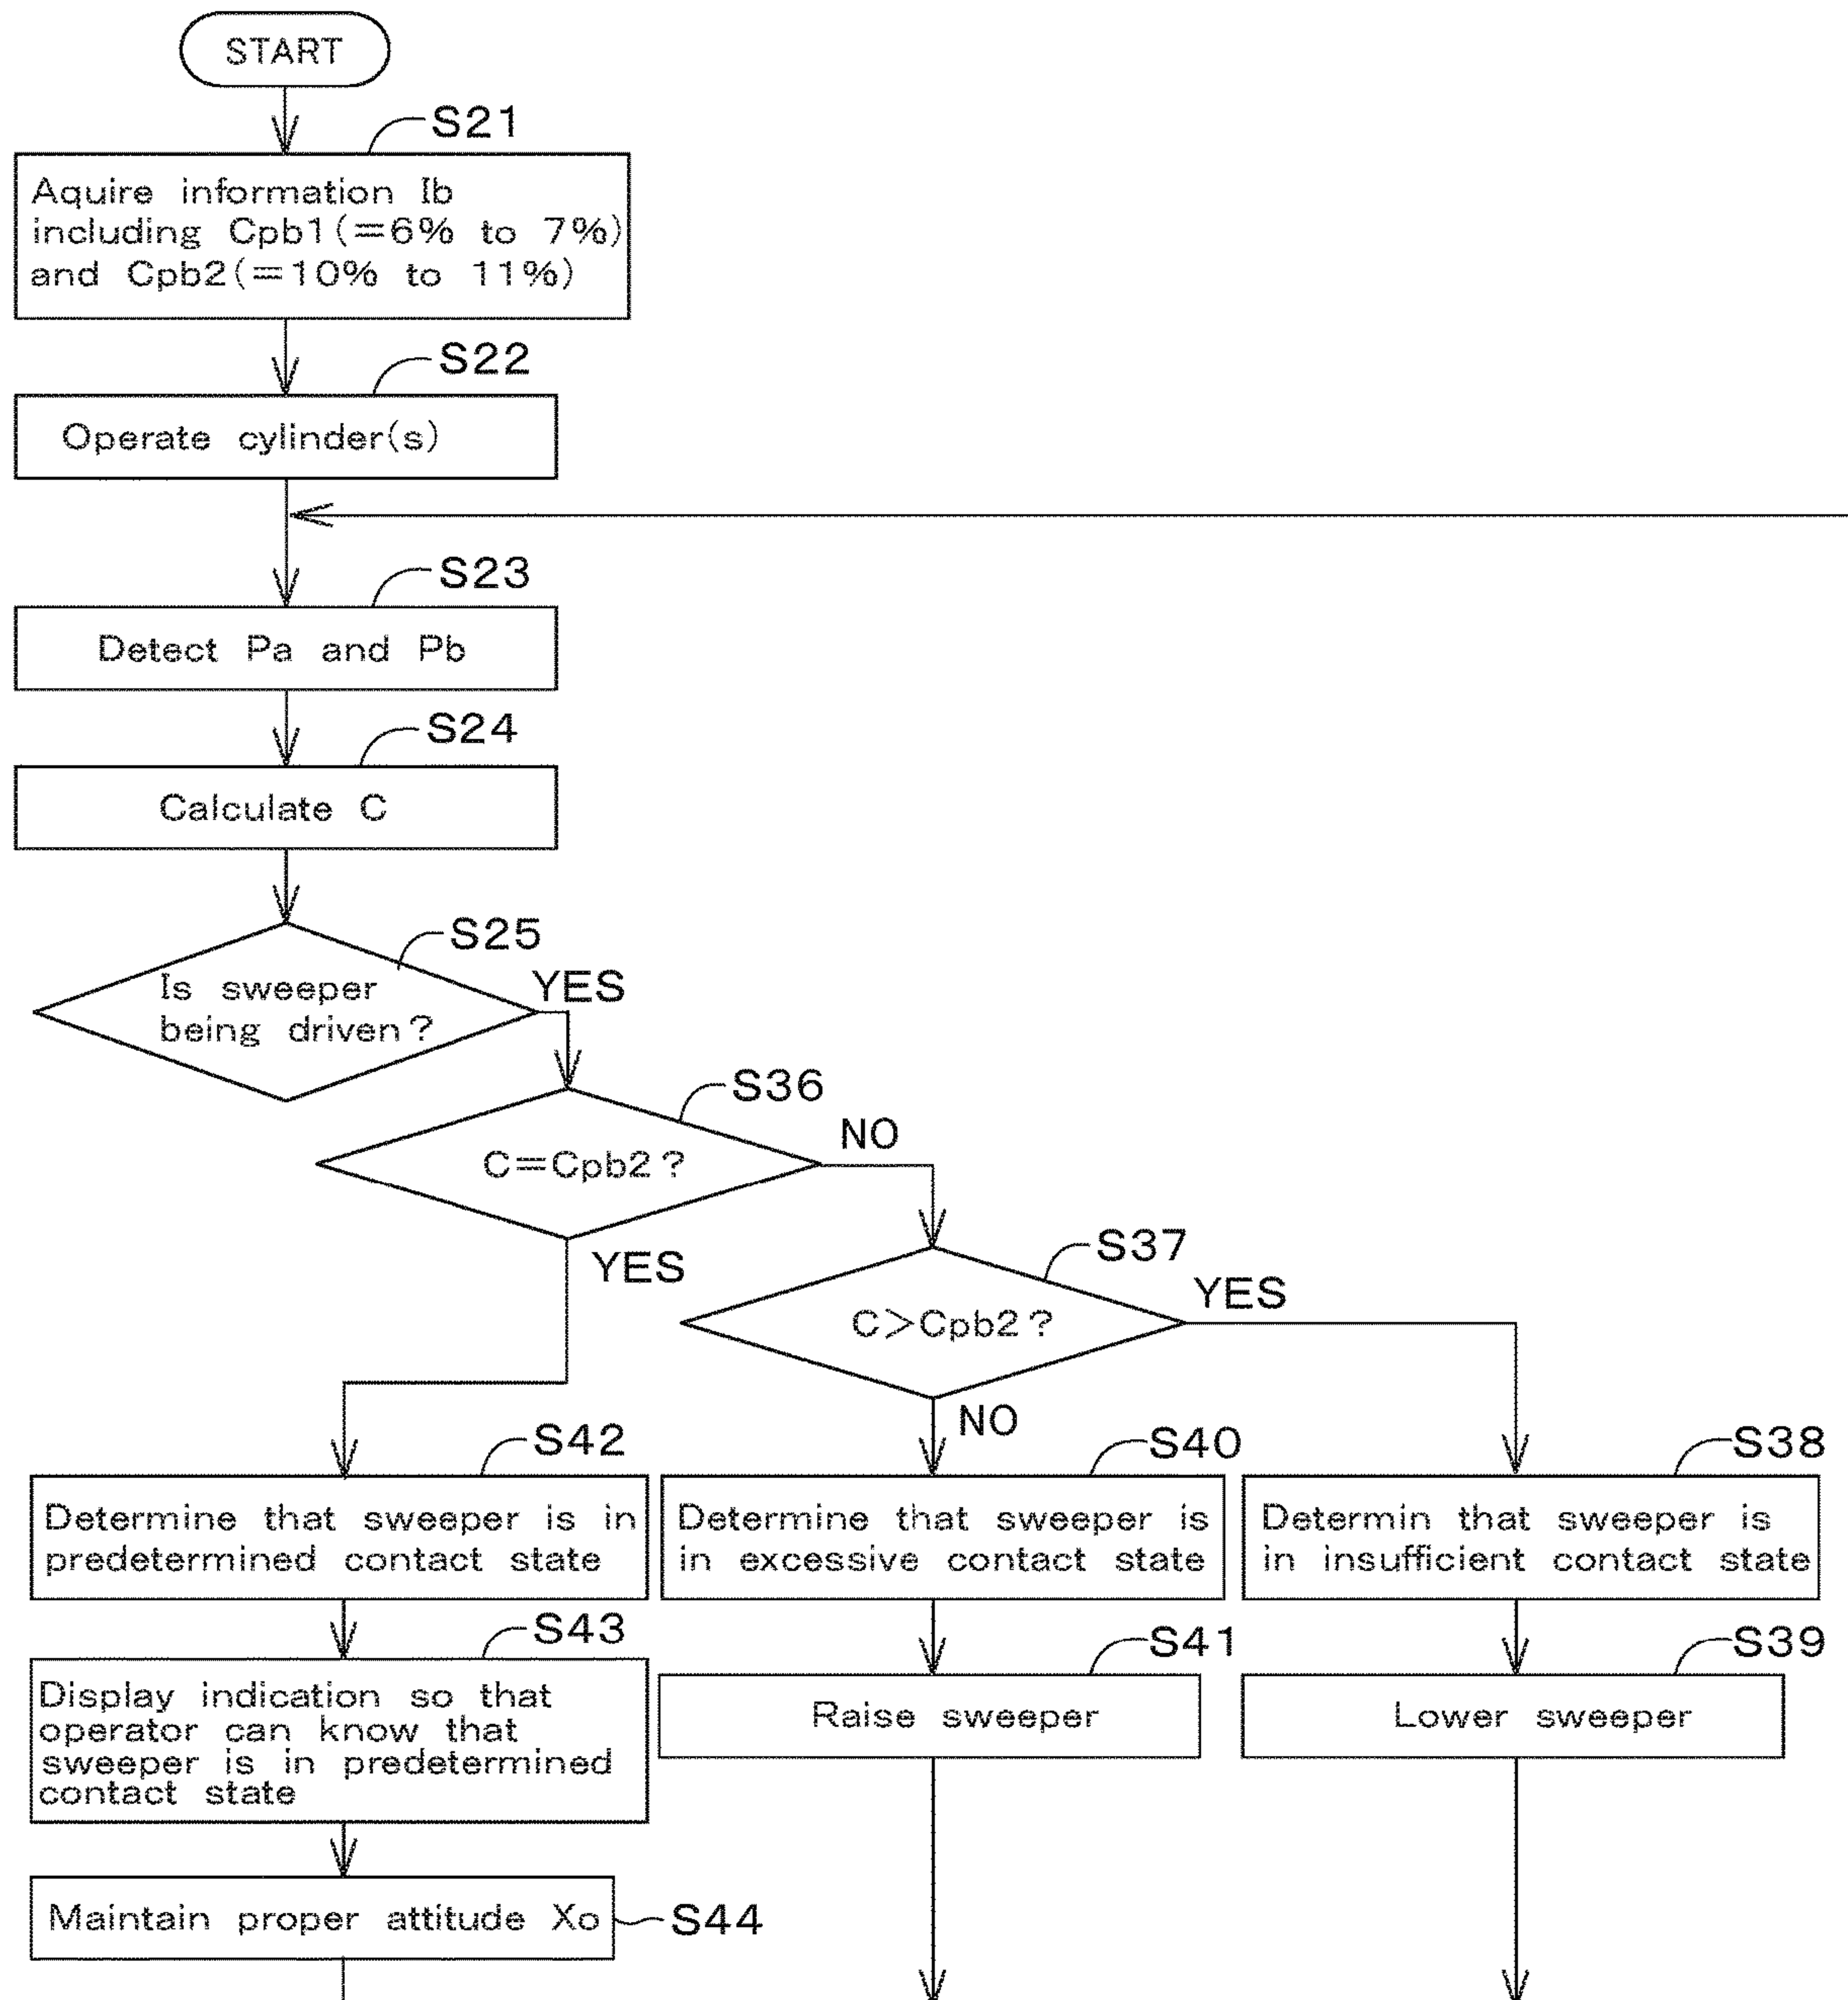 START
S21
Aquire information Ib
including Cpb1(=6% to 7%)
and Cpb2(=10% to 11%)
S22
Operate cylinder(s)
S23
Detect Pa and Pb
S24
Calculate C
S25
Is sweeper
being driven?
YES
S36
C=Cpb2?
NO
YES
S37
C>Cpb2?
YES
NO
S42
Determine that sweeper is in
predetermined contact state
S40
Determine that sweeper is
in excessive contact state
S38
Determin that sweeper is
in insufficient contact state
S43
Display indication so that
operator can know that
sweeper is in predetermined
contact state
S41
Raise sweeper
S39
Lower sweeper
Maintain proper attitude Xo
S44